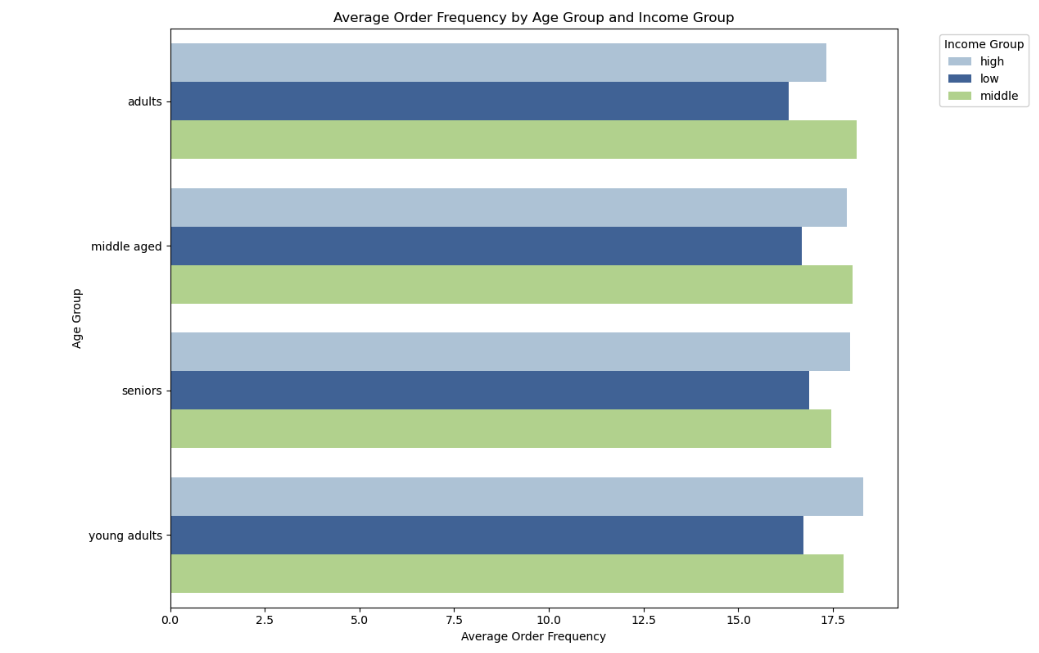 Average Order Frequency by Age Group and Income Group
Income Group
high
low
middle
adults
middle aged
seniors
young adults
Age Group
0.0 2.5 5.0 7.5 10.0 12.5 15.0 17.5
Average Order Frequency